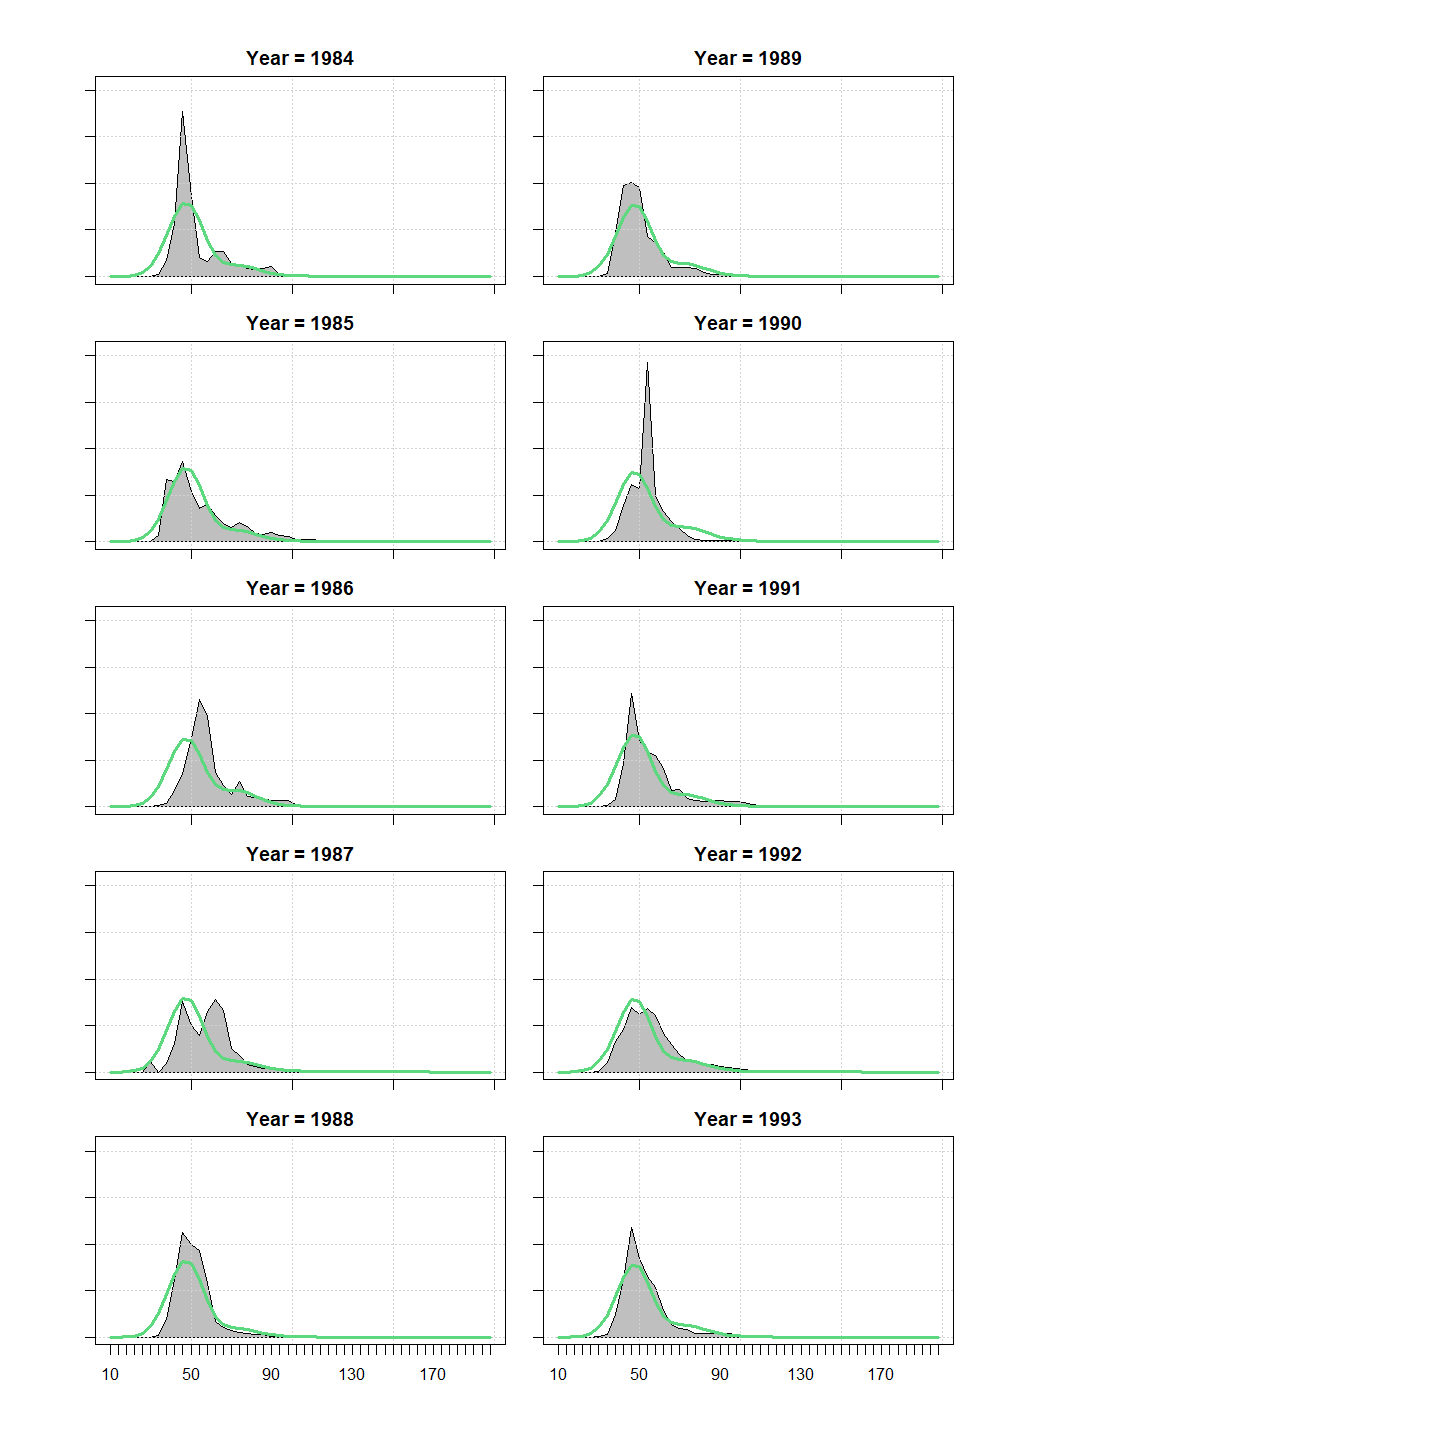 Year = 1984
Year = 1989
Year = 1985
Year = 1990
Year = 1986
Year = 1991
Year = 1987
Year = 1992
Year = 1988
Year = 1993
10 50 90 130 170
10 50 90 130 170